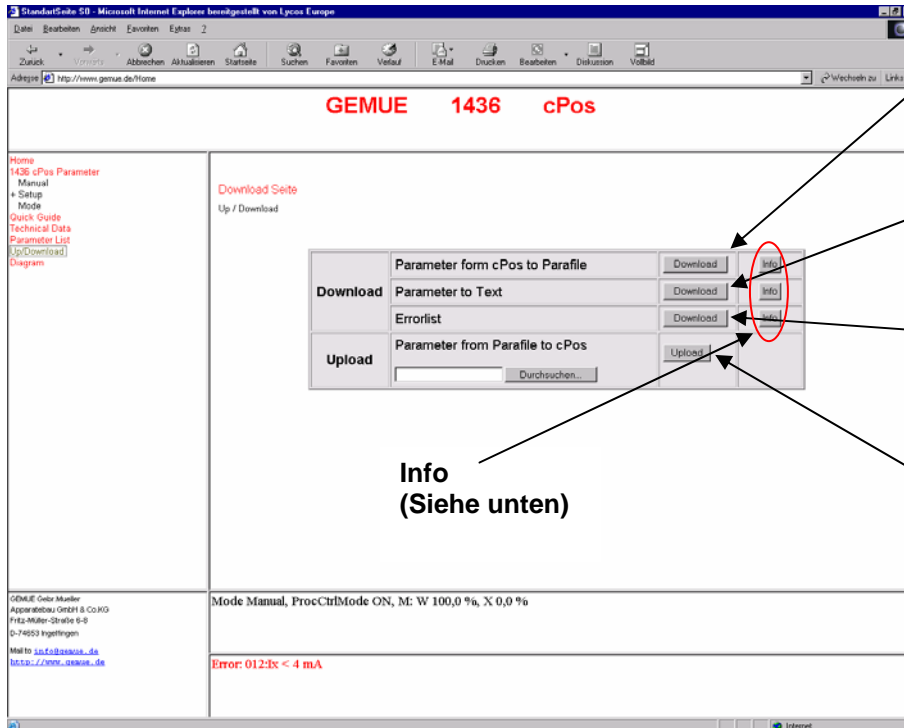 StandartSeite S0 - Microsoft Internet Explorer bereitgestellt von Lycos Europe
Datei Bearbeiten Ansicht Favoriten Extras ?
Zurück Vorwärts Abbrechen Aktualisieren Startseite Suchen Favoriten Verlauf E-Mail Drucken Bearbeiten Diskussion Vollbild
Adresse http://www.gemue.de/Home Wechseln zu Links
GEMUE 1436 cPos
Home
1436 cPos Parameter
Manual
+ Setup
Mode
Quick Guide
Technical Data
Parameter List
Up/Download
Diagram
Download Seite
Up / Download
Download
Parameter form cPos to Parafile Download Info
Parameter to Text Download Info
Errorlist Download Info
Upload
Parameter from Parafile to cPos Upload
Durchsuchen...
Info
(Siehe unten)
GEMUE Gebr.Mueller
Apparatebau GmbH & Co.KG
Fritz-Müller-Straße 6-8
D-74653 Ingelfingen
Mail to info@gemue.de
http://www.gemue.de
Mode Manual, ProcCtrlMode ON, M: W 100,0 %, X 0,0 %
Error: 012:Ix < 4 mA
Internet